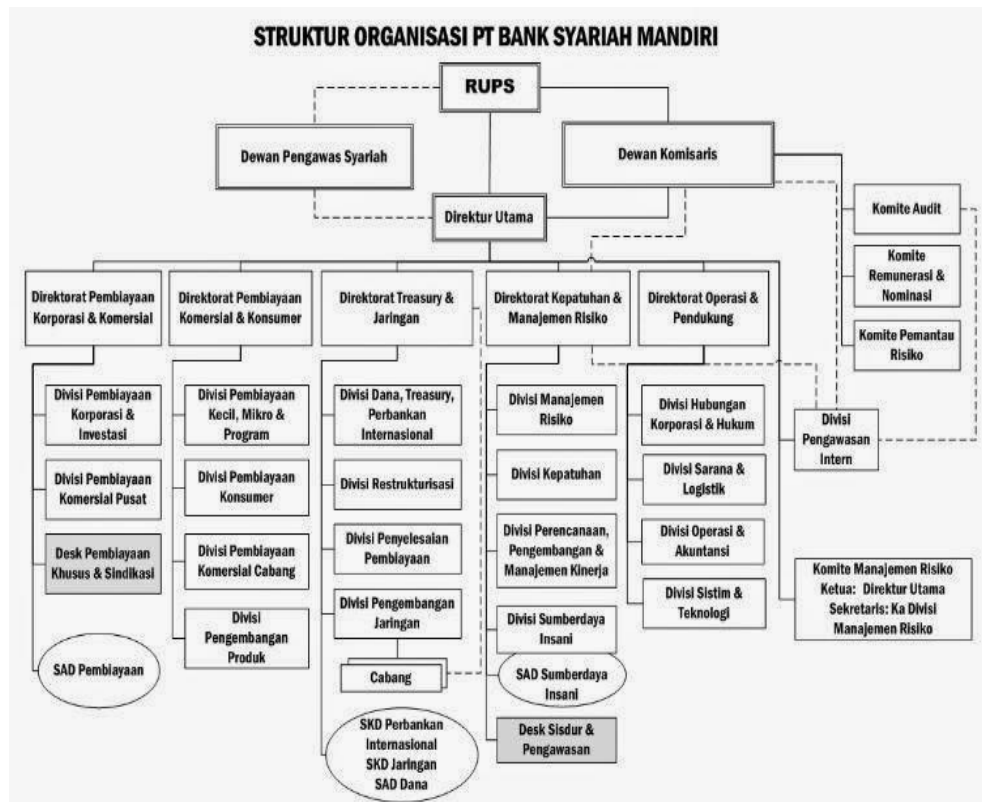 STRUKTUR ORGANISASI PT BANK SYARIAH MANDIRI
RUPS
Dewan Pengawas Syariah
Dewan Komisaris
Direktur Utama
Komite Audit
Komite
Remunerasi &
Nominasi
Komite Pemantau
Risiko
Direktorat Pembiayaan
Korporasi & Komersial
Direktorat Pembiayaan
Komersial & Konsumer
Direktorat Treasury &
Jaringan
Direktorat Kepatuhan &
Manajemen Risiko
Direktorat Operasi &
Pendukung
Divisi Pembiayaan
Korporasi &
Investasi
Divisi Pembiayaan
Komersial Pusat
Desk Pembiayaan
Khusus & Sindikasi
SAD Pembiayaan
Divisi Pembiayaan
Kecil, Mikro &
Program
Divisi Pembiayaan
Konsumer
Divisi Pembiayaan
Komersial Cabang
Divisi
Pengembangan
Produk
Divisi Dana, Treasury,
Perbankan
Internasional
Divisi Restrukturisasi
Divisi Penyelesaian
Pembiayaan
Divisi Pengembangan
Jaringan
Cabang
SKD Perbankan
Internasional
SKD Jaringan
SAD Dana
Divisi Manajemen
Risiko
Divisi Kepatuhan
Divisi Perencanaan,
Pengembangan &
Manajemen Kinerja
Divisi Sumberdaya
Insani
SAD Sumberdaya
Insani
Desk Sisdur &
Pengawasan
Divisi Hubungan
Korporasi & Hukum
Divisi Sarana &
Logistik
Divisi Operasi &
Akuntansi
Divisi Sistim &
Teknologi
Divisi
Pengawasan
Intern
Komite Manajemen Risiko
Ketua: Direktur Utama
Sekretaris: Ka Divisi
Manajemen Risiko